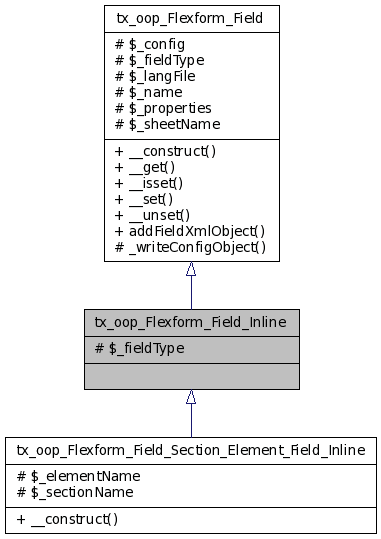 tx_oop_Flexform_Field
# $_config
# $_fieldType
# $_langFile
# $_name
# $_properties
# $_sheetName
+ __construct()
+ __get()
+ __isset()
+ __set()
+ __unset()
+ addFieldXmlObject()
# _writeConfigObject()
tx_oop_Flexform_Field_Inline
# $_fieldType
tx_oop_Flexform_Field_Section_Element_Field_Inline
# $_elementName
# $_sectionName
+ __construct()